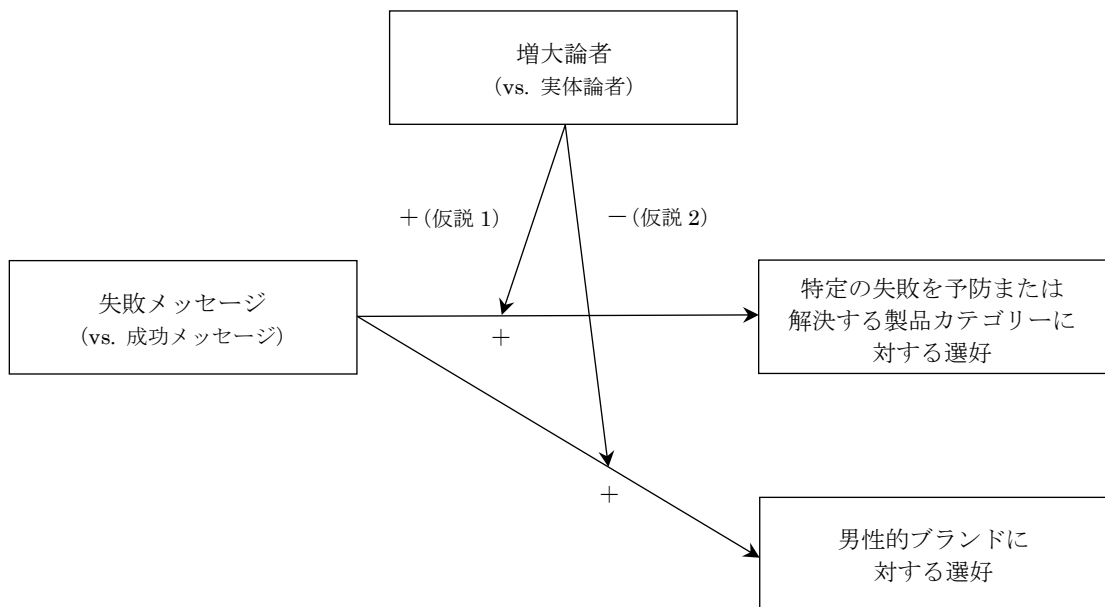 増大論者
(vs. 実体論者)
+(仮説 1)
−(仮説 2)
失敗メッセージ
(vs. 成功メッセージ)
+
特定の失敗を予防または
解決する製品カテゴリーに
対する選好
+
男性的ブランドに
対する選好